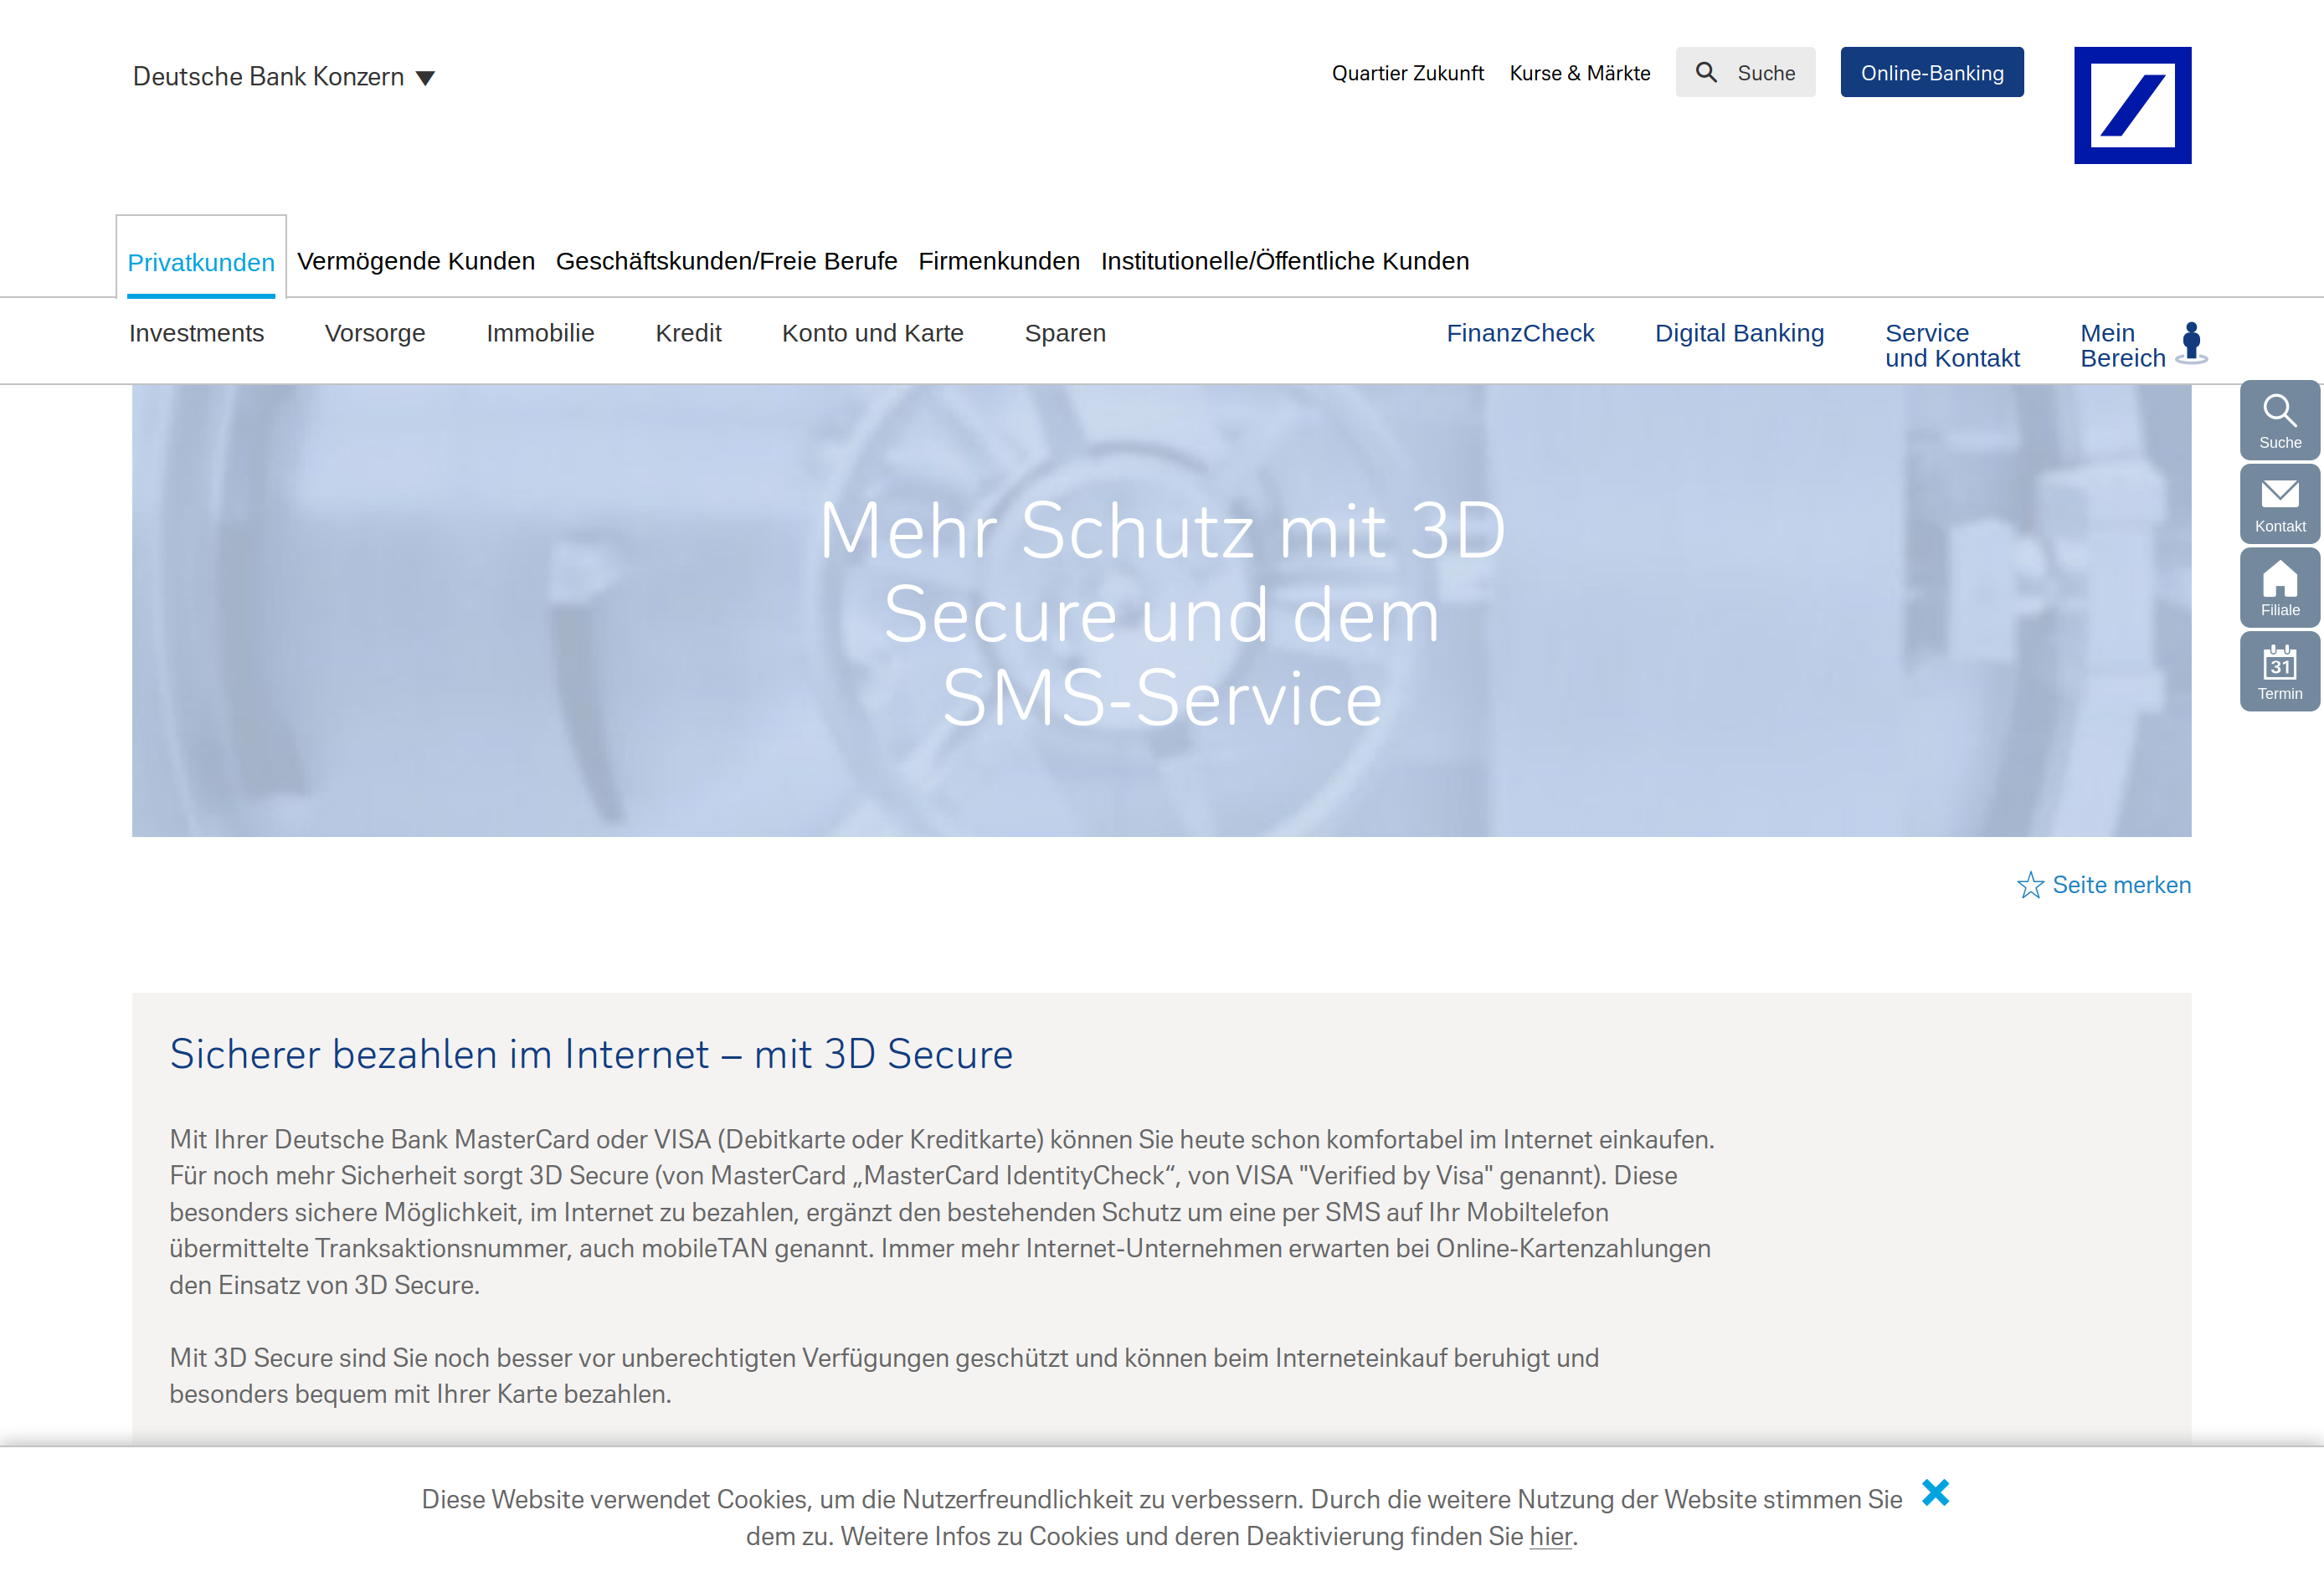 Deutsche Bank Konzern
Quartier Zukunft Kurse & Märkte Suche Online-Banking
Privatkunden Vermögende Kunden Geschäftskunden/Freie Berufe Firmenkunden Institutionelle/Öffentliche Kunden
Investments Vorsorge Immobilie Kredit Konto und Karte Sparen FinanzCheck Digital Banking Service Mein
und Kontakt Bereich
Suche
Kontakt
Filiale
31
Termin
Mehr Schutz mit 3D
Secure und dem
SMS-Service
Seite merken
Sicherer bezahlen im Internet – mit 3D Secure
Mit Ihrer Deutsche Bank MasterCard oder VISA (Debitkarte oder Kreditkarte) können Sie heute schon komfortabel im Internet einkaufen.
Für noch mehr Sicherheit sorgt 3D Secure (von MasterCard „MasterCard IdentityCheck“, von VISA "Verified by Visa" genannt). Diese
besonders sichere Möglichkeit, im Internet zu bezahlen, ergänzt den bestehenden Schutz um eine per SMS auf Ihr Mobiltelefon
übermittelte Tranksaktionsnummer, auch mobileTAN genannt. Immer mehr Internet-Unternehmen erwarten bei Online-Kartenzahlungen
den Einsatz von 3D Secure.
Mit 3D Secure sind Sie noch besser vor unberechtigten Verfügungen geschützt und können beim Interneteinkauf beruhigt und
besonders bequem mit Ihrer Karte bezahlen.
Diese Website verwendet Cookies, um die Nutzerfreundlichkeit zu verbessern. Durch die weitere Nutzung der Website stimmen Sie
dem zu. Weitere Infos zu Cookies und deren Deaktivierung finden Sie hier.